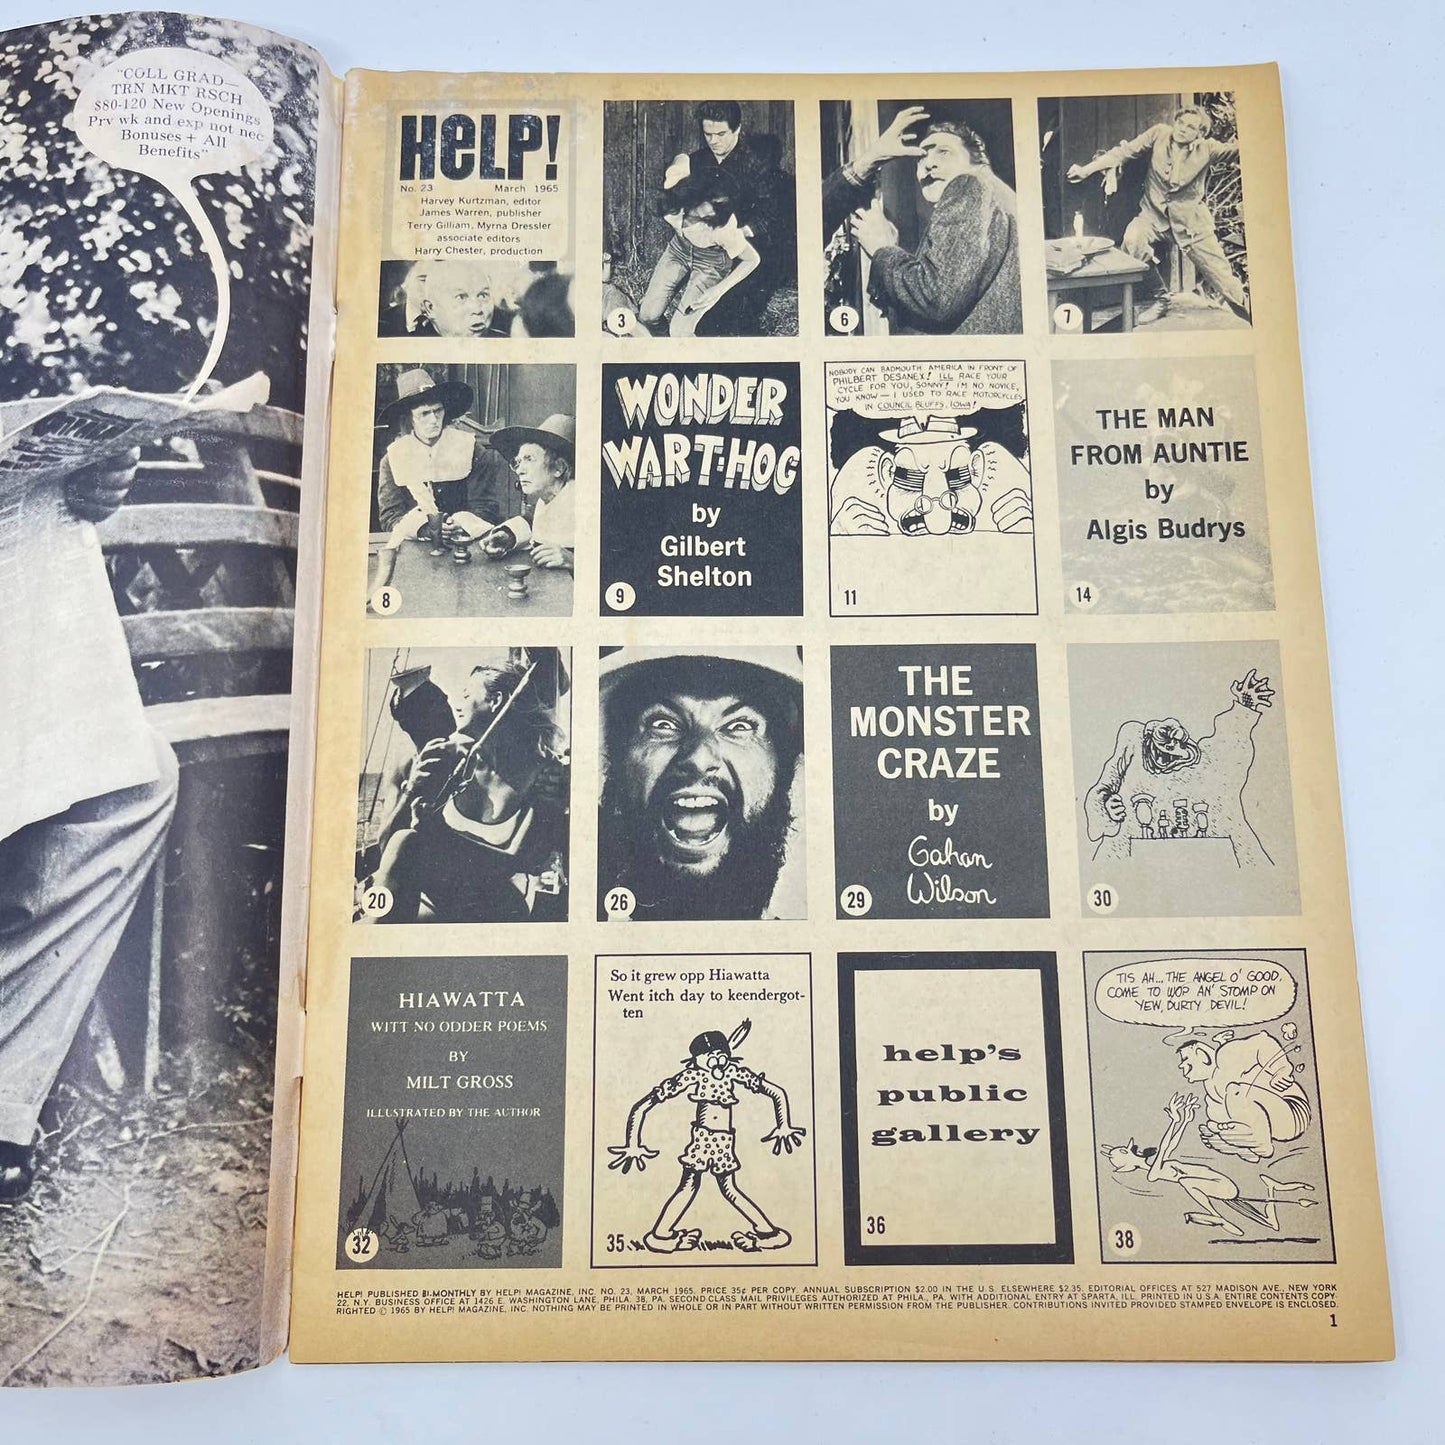 "COLL GRAD—
TRN MKT RSCH
$80-120 New Openings
Prv wk and exp not nec
Bonuses + All
Benefits"
HELP!
No. 23 March 1965
Harvey Kurtzman, editor
James Warren, publisher
Terry Gilliam, Myrna Dressler
associate editors
Harry Chester, production
3
6
7
8
WONDER
WART-HOG
by
Gilbert
Shelton
9
NOBODY CAN BADMOUTH AMERICA IN FRONT OF
PHILBERT DESANEX! I'LL RACE YOUR
CYCLE FOR YOU, SONNY! I'M NO NOVICE,
YOU KNOW — I USED TO RACE MOTORCYCLES
IN COUNCIL BLUFFS, IOWA!
11
THE MAN
FROM AUNTIE
by
Algis Budrys
14
20
26
THE
MONSTER
CRAZE
by
Gahan
Wilson
29
30
HIAWATTA
WITT NO ODDER POEMS
BY
MILT GROSS
ILLUSTRATED BY THE AUTHOR
32
So it grew opp Hiawatta
Went itch day to keendergot-
ten
35
help's
public
gallery
36
TIS AH... THE ANGEL O' GOOD,
COME TO WOP AN' STOMP ON
YEW, DURTY DEVIL!
38
HELP! PUBLISHED BI-MONTHLY BY HELP! MAGAZINE, INC. NO. 23, MARCH 1965. PRICE 35¢ PER COPY. ANNUAL SUBSCRIPTION $2.00 IN THE U.S. ELSEWHERE $2.35. EDITORIAL OFFICES AT 527 MADISON AVE., NEW YORK
22, N.Y. BUSINESS OFFICE AT 1426 E. WASHINGTON LANE, PHILA. 38, PA. SECOND CLASS MAIL PRIVILEGES AUTHORIZED AT PHILA., PA. WITH ADDITIONAL ENTRY AT SPARTA, ILL. PRINTED IN U.S.A. ENTIRE CONTENTS COPY-
RIGHTED © 1965 BY HELP! MAGAZINE, INC. NOTHING MAY BE PRINTED IN WHOLE OR IN PART WITHOUT WRITTEN PERMISSION FROM THE PUBLISHER. CONTRIBUTIONS INVITED PROVIDED STAMPED ENVELOPE IS ENCLOSED.
1